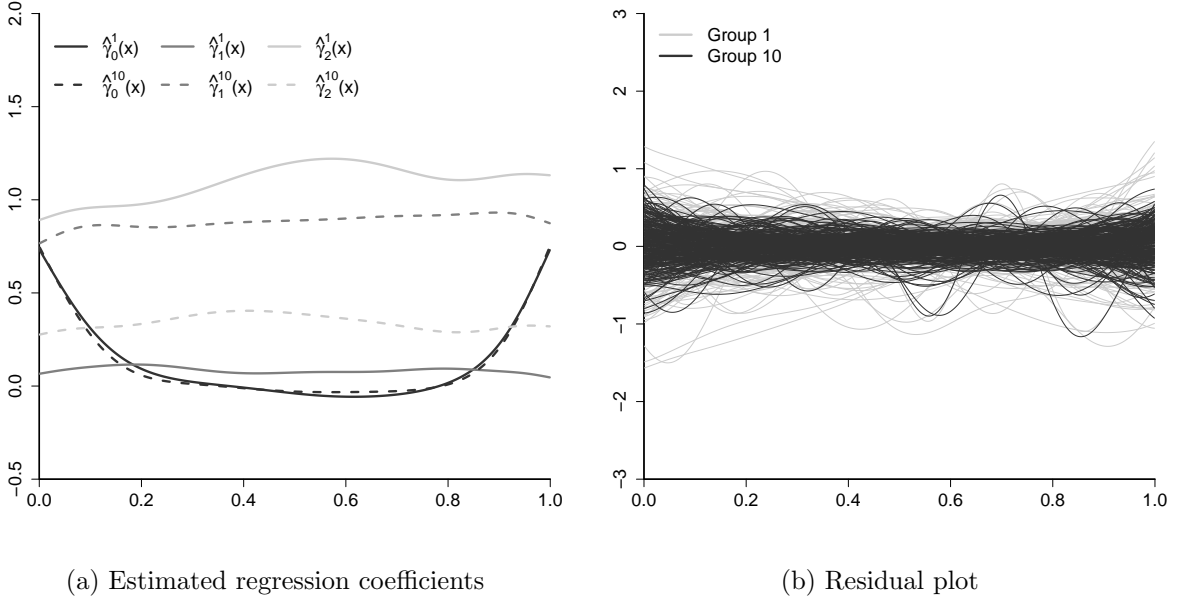 2.0
1.5
1.0
0.5
0.0
−0.5
0.0 0.2 0.4 0.6 0.8 1.0
γ̂₀¹(x) γ̂₁¹(x) γ̂₂¹(x)
γ̂₀¹⁰(x) γ̂₁¹⁰(x) γ̂₂¹⁰(x)
(a) Estimated regression coefficients
3
2
1
0
−1
−2
−3
0.0 0.2 0.4 0.6 0.8 1.0
Group 1
Group 10
(b) Residual plot